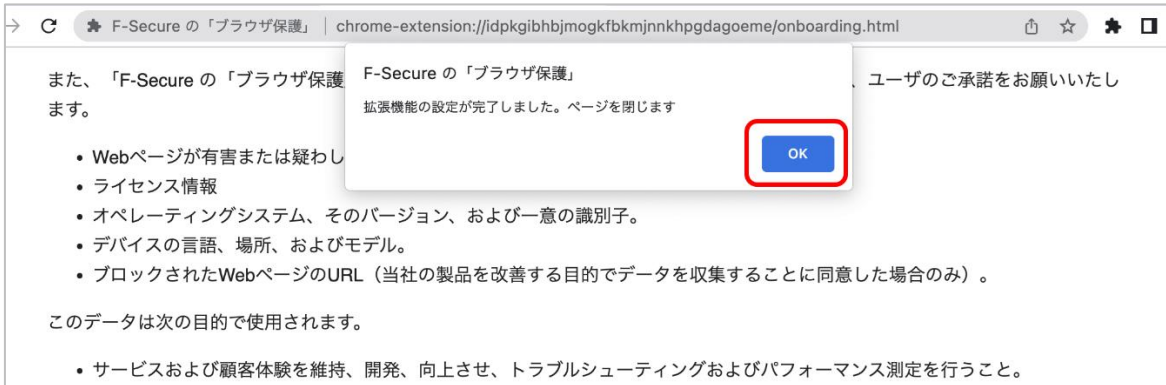 F-Secure の「ブラウザ保護」 | chrome-extension://idpkgibhbjmogkfbkmjnnkhpgdagoeme/onboarding.html
F-Secure の「ブラウザ保護」
拡張機能の設定が完了しました。ページを閉じます
OK
また、「F-Secure の「ブラウザ保護
、ユーザのご承諾をお願いいたし
ます。
• Webページが有害または疑わし
• ライセンス情報
• オペレーティングシステム、そのバージョン、および一意の識別子。
• デバイスの言語、場所、およびモデル。
• ブロックされたWebページのURL（当社の製品を改善する目的でデータを収集することに同意した場合のみ）。
このデータは次の目的で使用されます。
• サービスおよび顧客体験を維持、開発、向上させ、トラブルシューティングおよびパフォーマンス測定を行うこと。